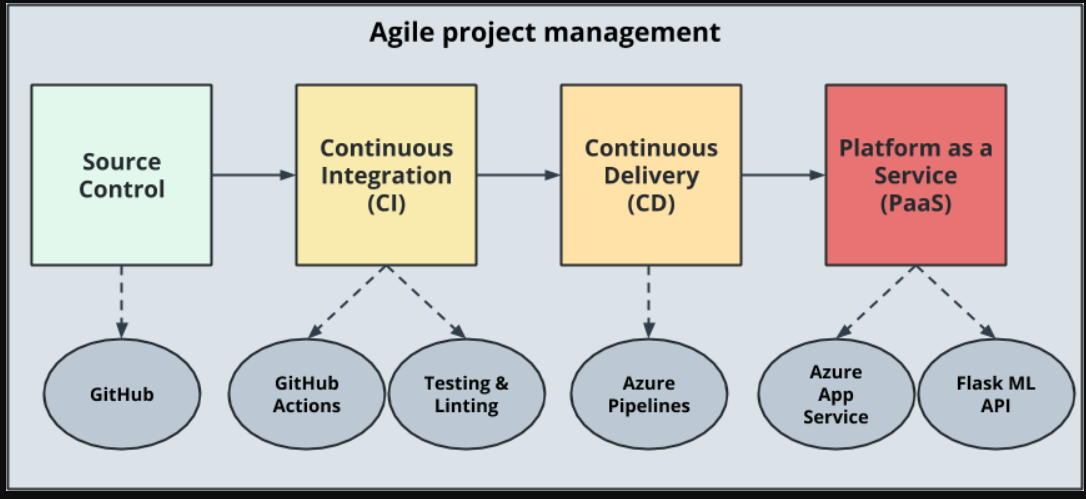 Agile project management
Source
Control
Continuous
Integration
(CI)
Continuous
Delivery
(CD)
Platform as a
Service
(PaaS)
GitHub
GitHub
Actions
Testing &
Linting
Azure
Pipelines
Azure
App
Service
Flask ML
API